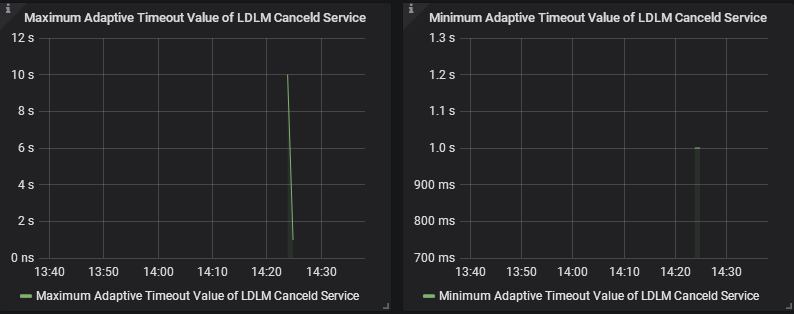 Maximum Adaptive Timeout Value of LDLM Canceld Service
12 s
10 s
8 s
6 s
4 s
2 s
0 ns
13:40 13:50 14:00 14:10 14:20 14:30
Maximum Adaptive Timeout Value of LDLM Canceld Service
Minimum Adaptive Timeout Value of LDLM Canceld Service
1.3 s
1.2 s
1.1 s
1.0 s
900 ms
800 ms
700 ms
13:40 13:50 14:00 14:10 14:20 14:30
Minimum Adaptive Timeout Value of LDLM Canceld Service